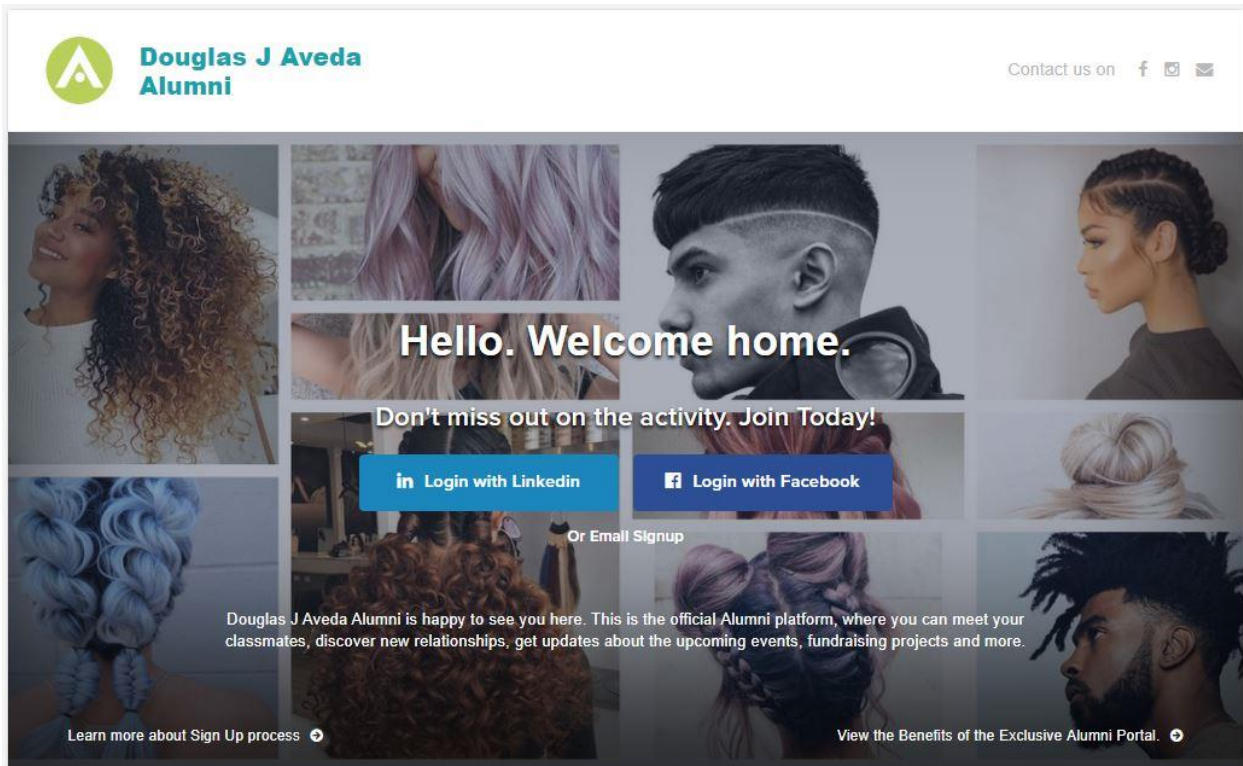 Douglas J Aveda
Alumni
Contact us on
Hello. Welcome home.
Don't miss out on the activity. Join Today!
in Login with Linkedin
f Login with Facebook
Or Email Signup
Douglas J Aveda Alumni is happy to see you here. This is the official Alumni platform, where you can meet your
classmates, discover new relationships, get updates about the upcoming events, fundraising projects and more.
Learn more about Sign Up process
View the Benefits of the Exclusive Alumni Portal.